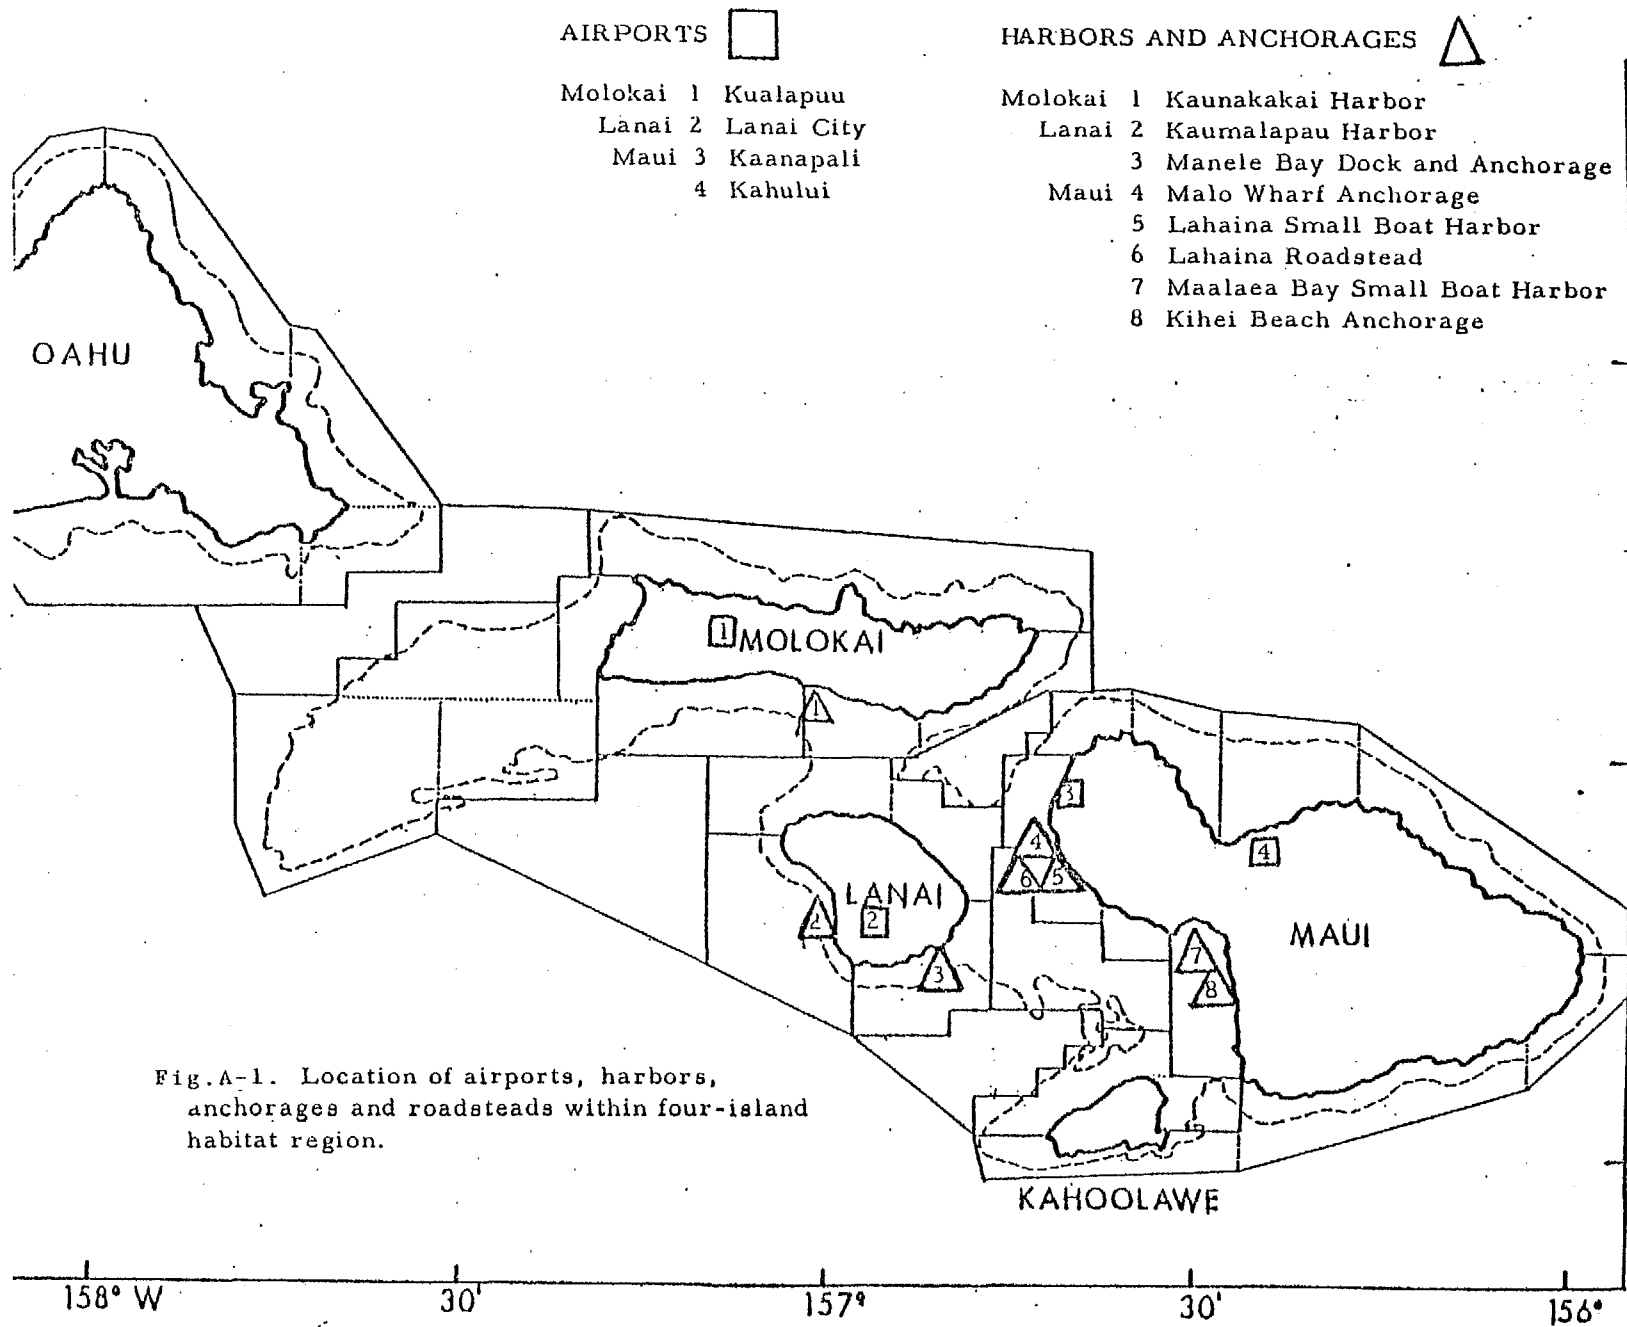 AIRPORTS
Molokai 1 Kualapuu
Lanai 2 Lanai City
Maui 3 Kaanapali
4 Kahului
HARBORS AND ANCHORAGES
Molokai 1 Kaunakakai Harbor
Lanai 2 Kaumalapau Harbor
3 Manele Bay Dock and Anchorage
Maui 4 Malo Wharf Anchorage
5 Lahaina Small Boat Harbor
6 Lahaina Roadstead
7 Maalaea Bay Small Boat Harbor
8 Kihei Beach Anchorage
OAHU
1 MOLOKAI
1
3
4
6 5
4
LANAI
2
2
3
MAUI
7
8
Fig.A-1. Location of airports, harbors,
anchorages and roadsteads within four-island
habitat region.
KAHOOLAWE
158° W
30'
157°
30'
156°